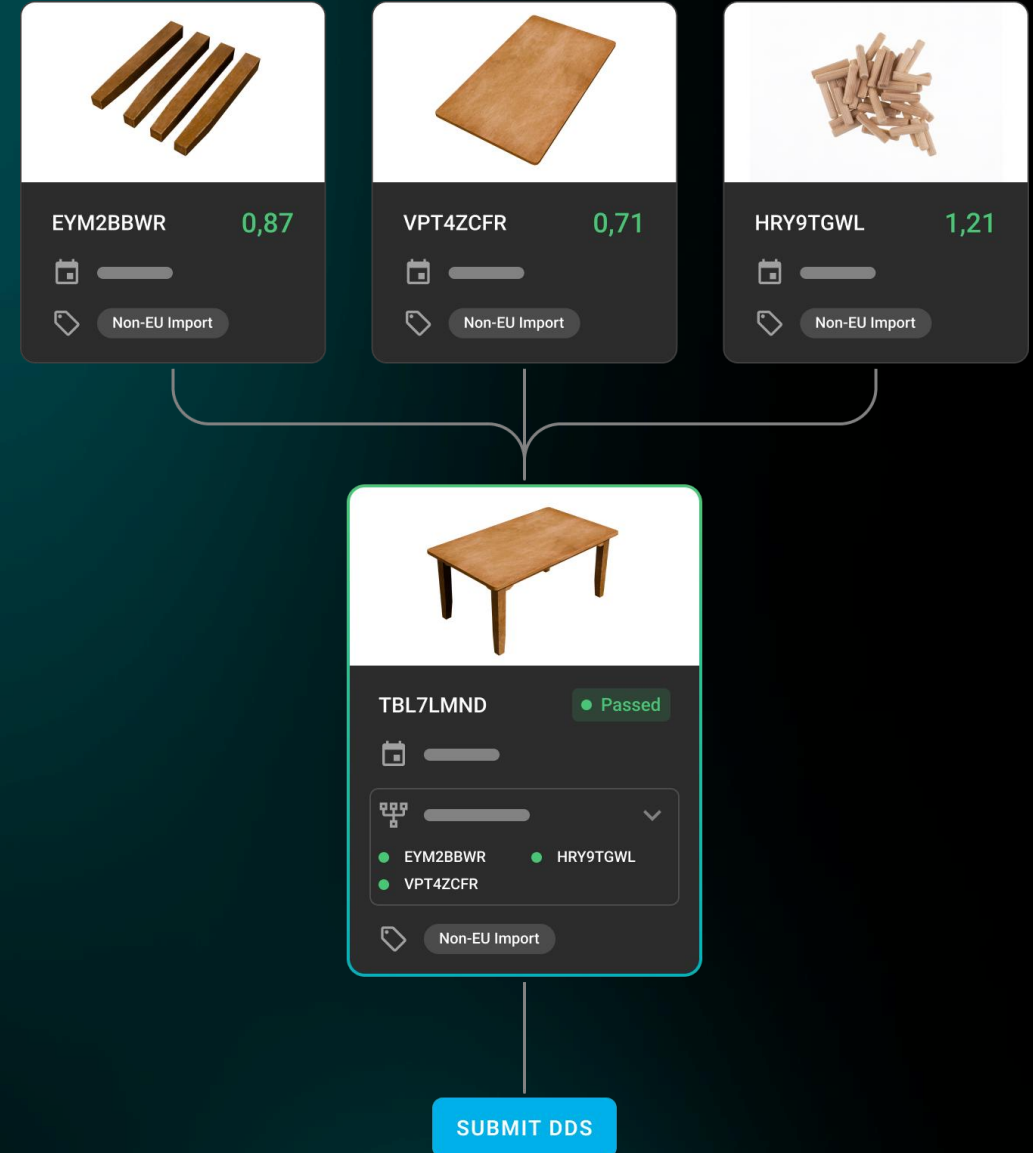 EYM2BBWR 0,87
Non-EU Import
VPT4ZCFR 0,71
Non-EU Import
HRY9TGWL 1,21
Non-EU Import
TBL7LMND Passed
EYM2BBWR HRY9TGWL
VPT4ZCFR
Non-EU Import
SUBMIT DDS